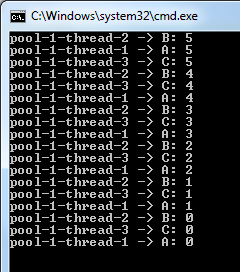 C:\Windows\system32\cmd.exe
pool-1-thread-2 -> B: 5
pool-1-thread-1 -> A: 5
pool-1-thread-3 -> C: 5
pool-1-thread-2 -> B: 4
pool-1-thread-3 -> C: 4
pool-1-thread-1 -> A: 4
pool-1-thread-2 -> B: 3
pool-1-thread-3 -> C: 3
pool-1-thread-1 -> A: 3
pool-1-thread-2 -> B: 2
pool-1-thread-3 -> C: 2
pool-1-thread-1 -> A: 2
pool-1-thread-2 -> B: 1
pool-1-thread-3 -> C: 1
pool-1-thread-1 -> A: 1
pool-1-thread-2 -> B: 0
pool-1-thread-3 -> C: 0
pool-1-thread-1 -> A: 0